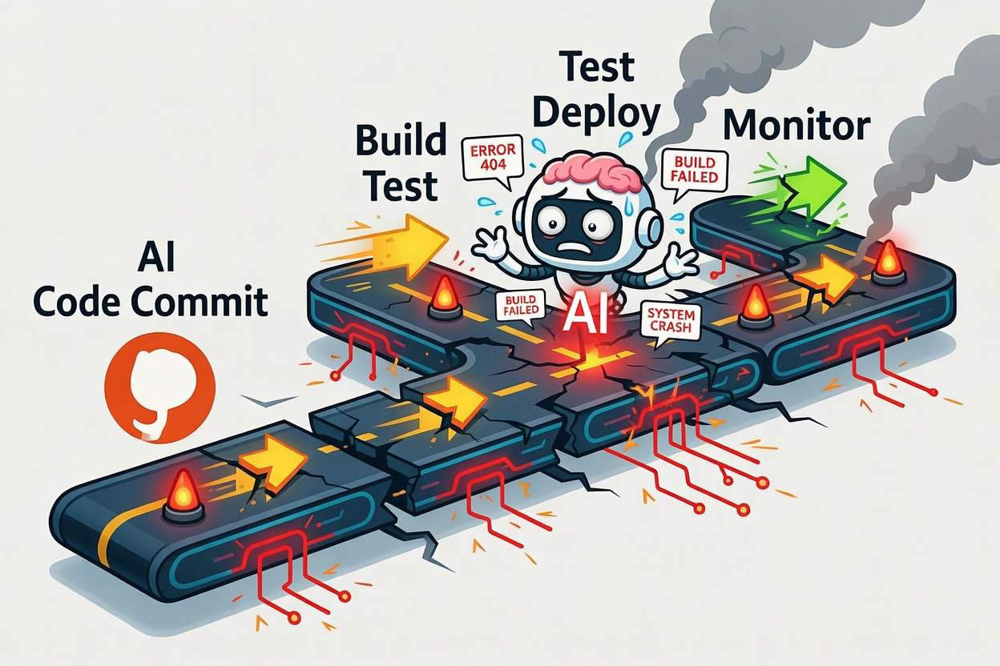 AI
Code Commit
Build
Test
Test
Deploy
Monitor
ERROR
404
BUILD
FAILED
BUILD
FAILED
AI
SYSTEM
CRASH